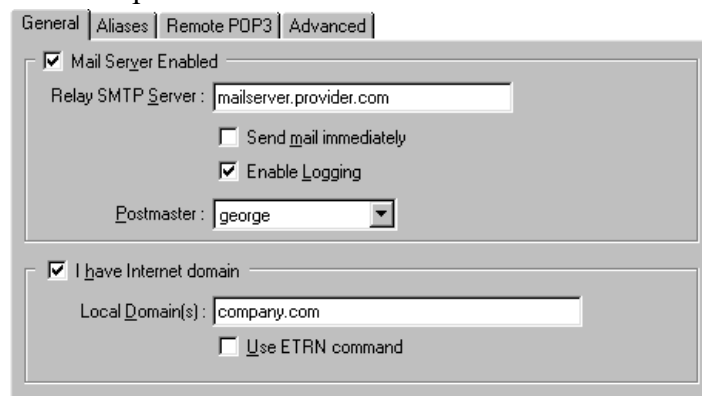 General Aliases Remote POP3 Advanced
Mail Server Enabled
Relay SMTP Server : mailserver.provider.com
Send mail immediately
Enable Logging
Postmaster : george
I have Internet domain
Local Domain(s) : company.com
Use ETRN command